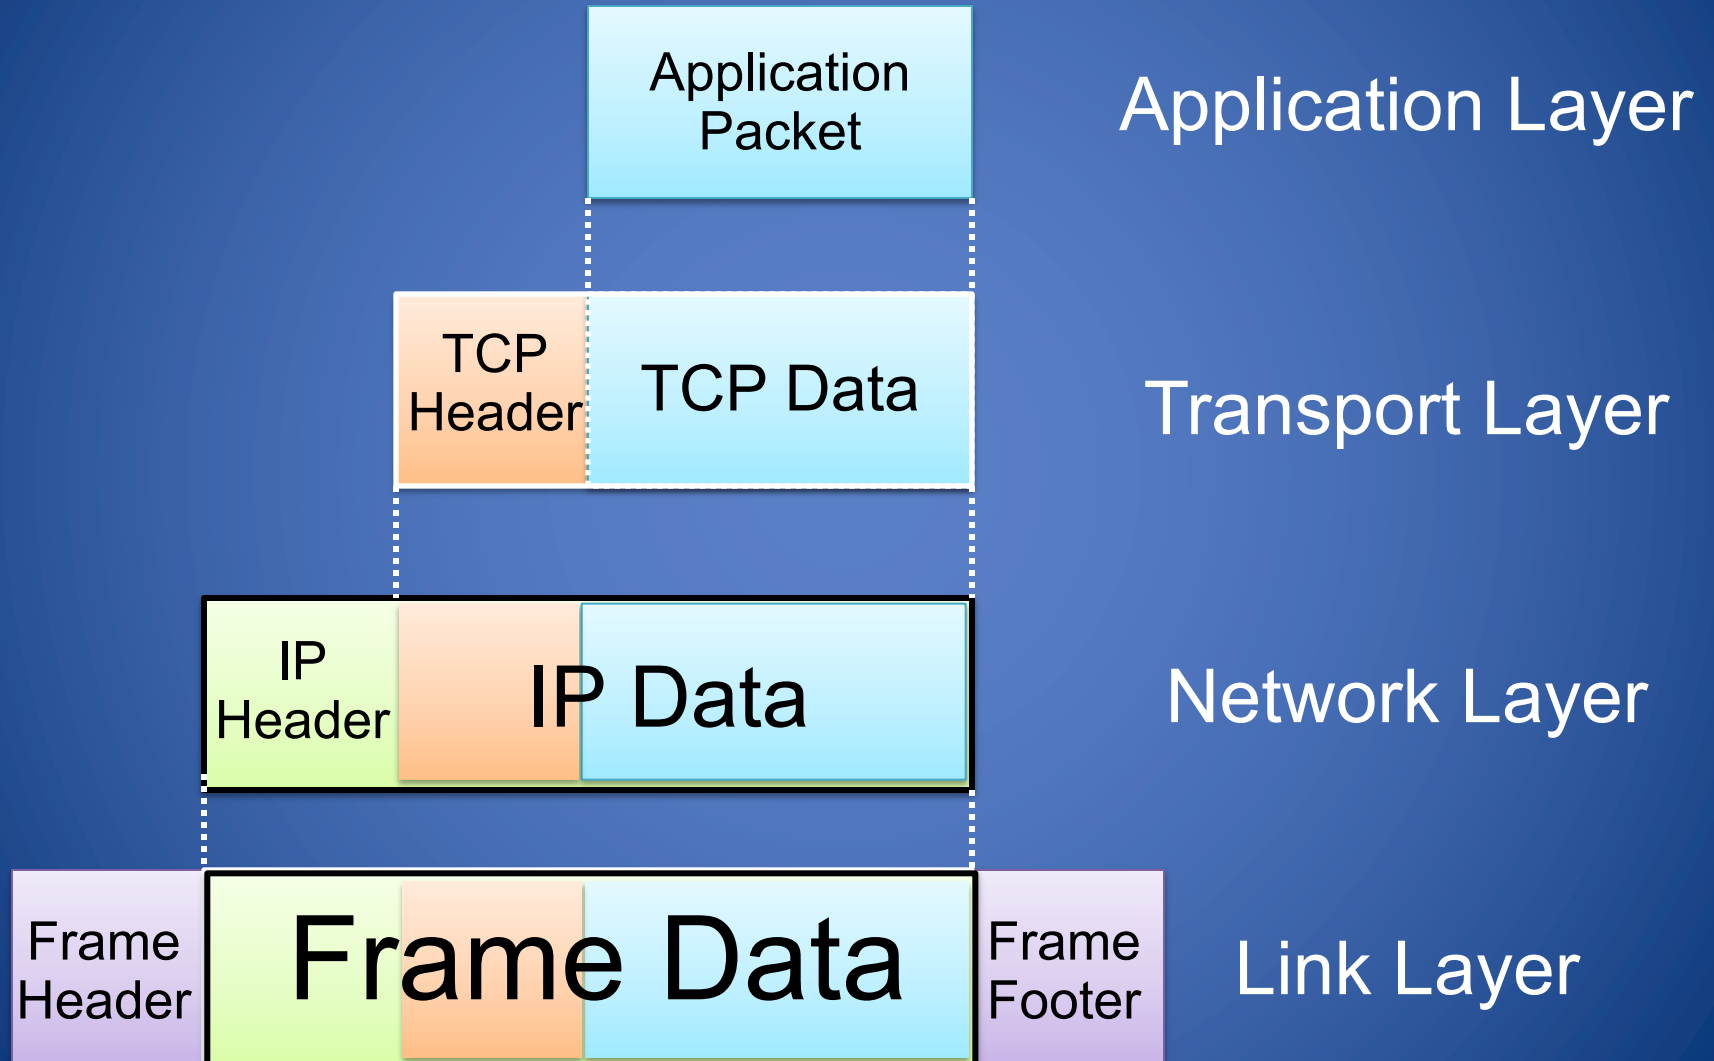 Application
Packet
Application Layer
TCP
Header
TCP Data
Transport Layer
IP
Header
IP Data
Network Layer
Frame
Header
Frame Data
Frame
Footer
Link Layer